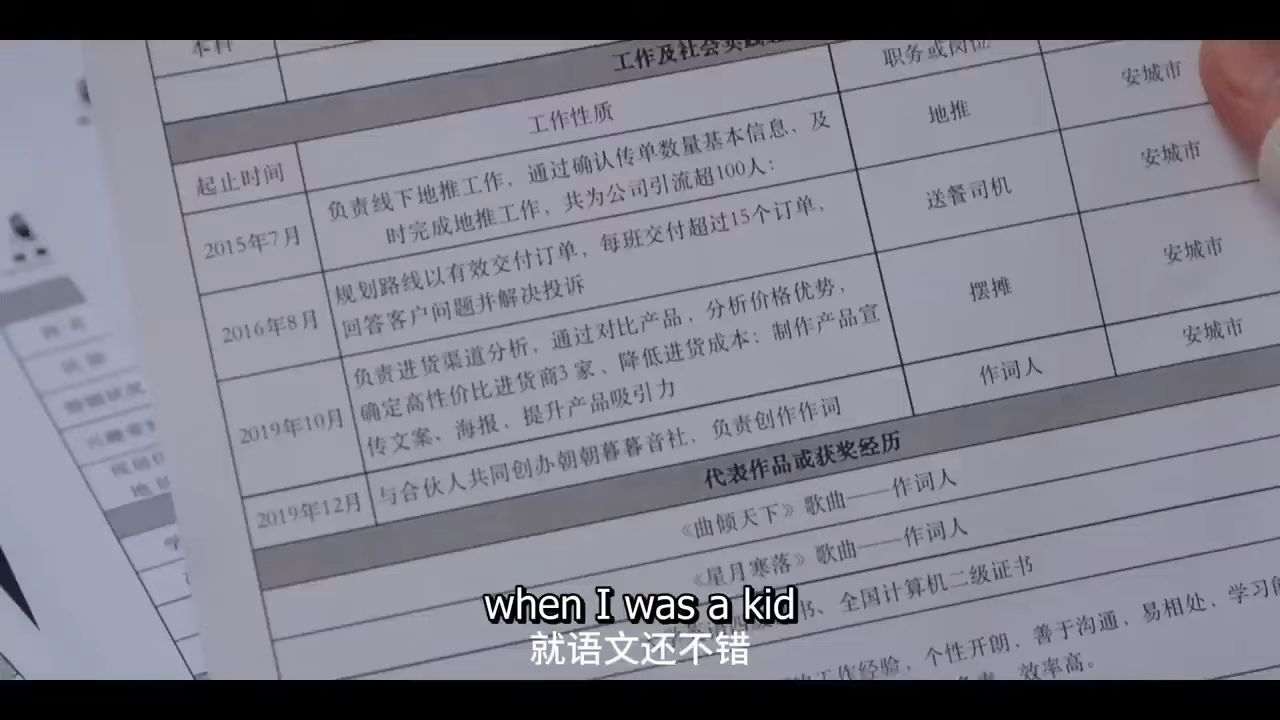 本科
工作及社会实践
工作性质
职务或岗位
起止时间
2015年7月
负责线下地推工作，通过确认传单数量基本信息，及
时完成地推工作，共为公司引流超100人；
地推
安城市
2016年8月
规划路线以有效交付订单，每班交付超过15个订单，
回答客户问题并解决投诉
送餐司机
安城市
2019年10月
负责进货渠道分析，通过对比产品，分析价格优势，
确定高性价比进货商3家，降低进货成本；制作产品宣
传文案、海报，提升产品吸引力
摆摊
安城市
2019年12月
与合伙人共同创办朝朝暮暮音社，负责创作作词
作词人
安城市
代表作品或获奖经历
《曲倾天下》歌曲——作词人
《星月寒落》歌曲——作词人
书、全国计算机二级证书
工作经验，个性开朗，善于沟通，易相处，学习
效率高。
when I was a kid
就语文还不错